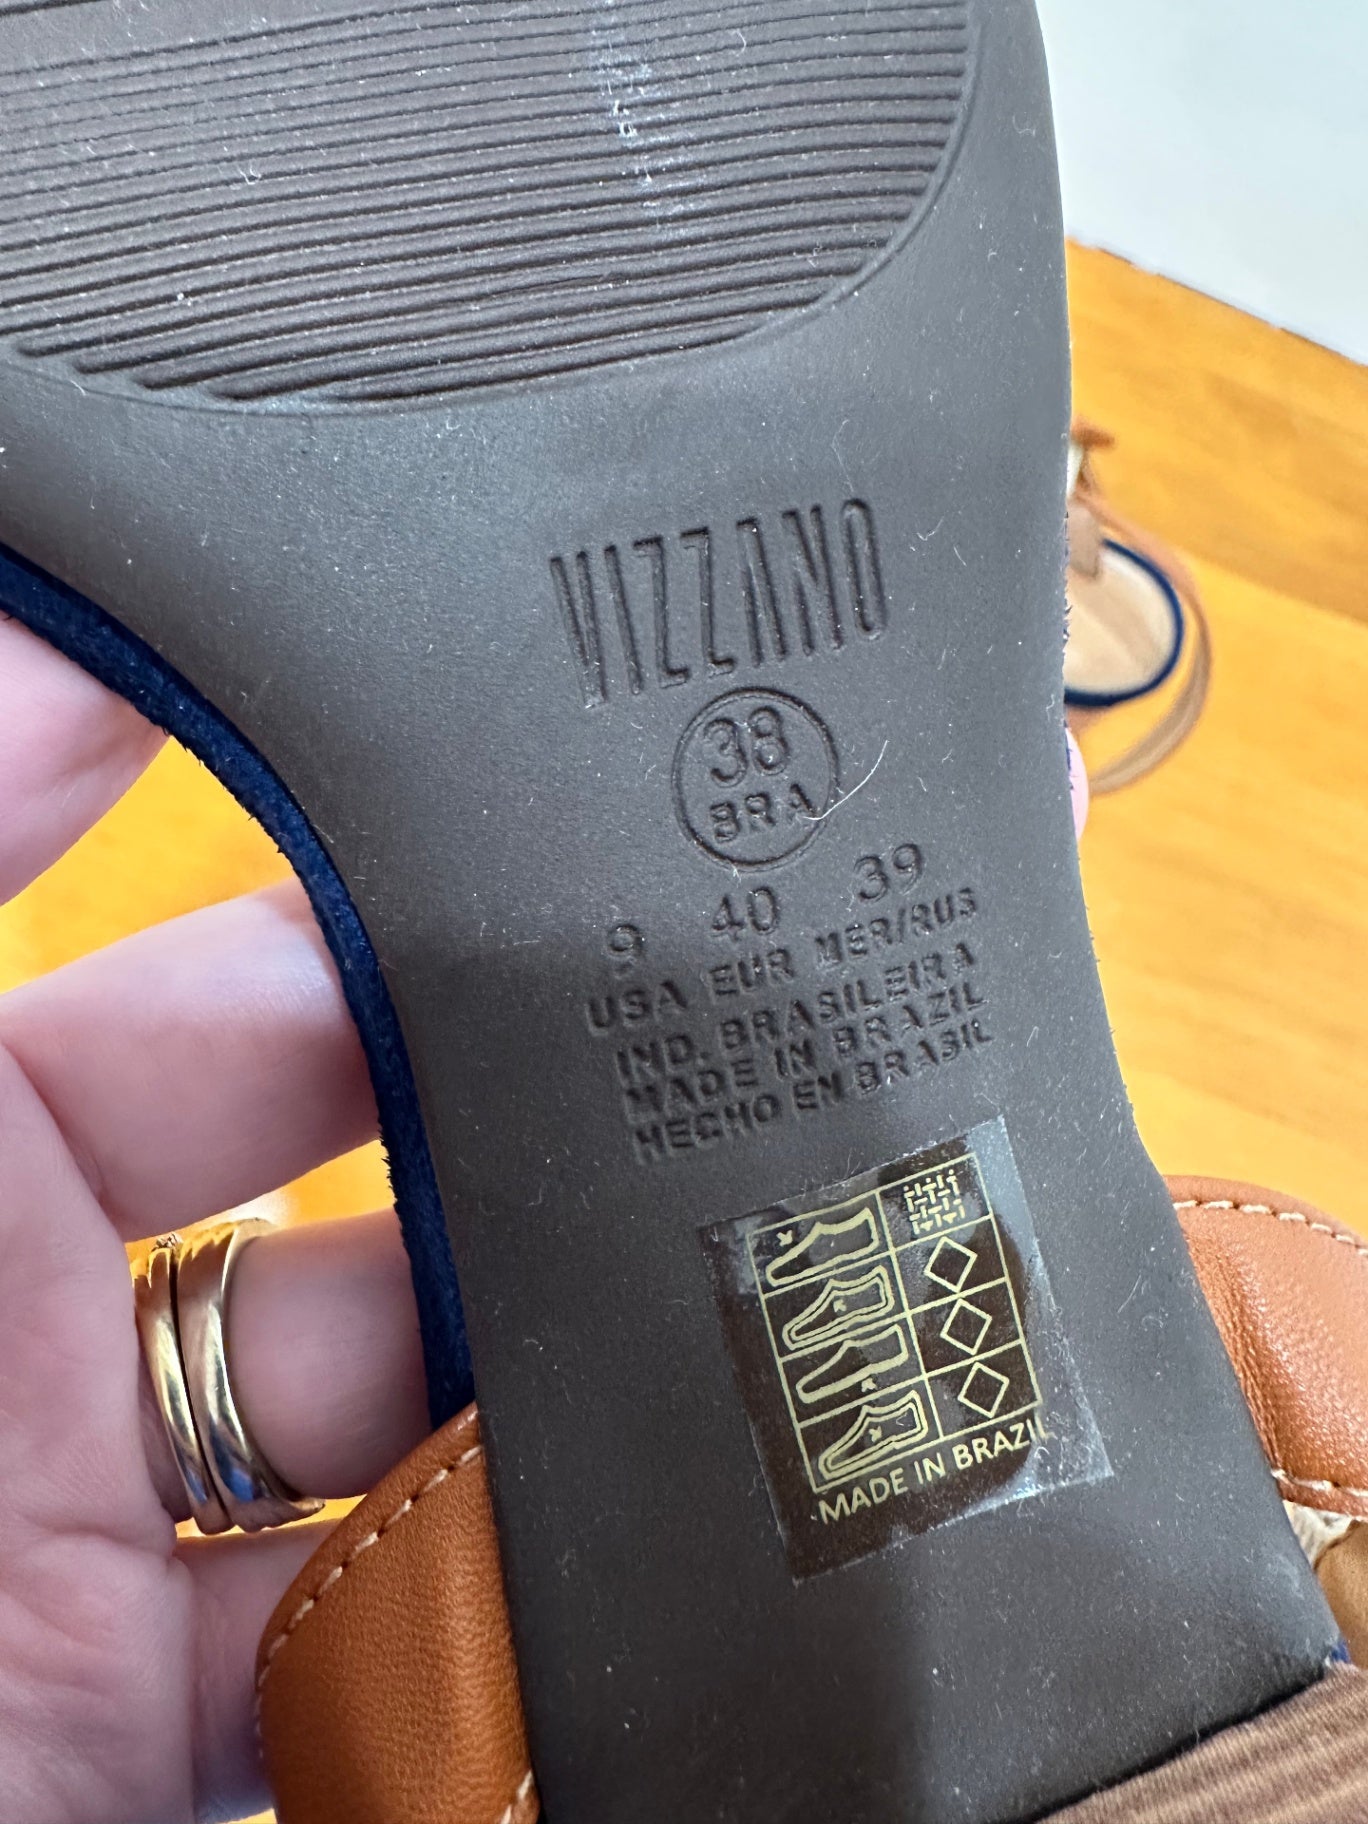 VIZZANO
38
BRA
9 40 39
USA EUR MER/RUS
IND. BRASILEIRA
MADE IN BRAZIL
HECHO EN BRASIL
MADE IN BRAZIL